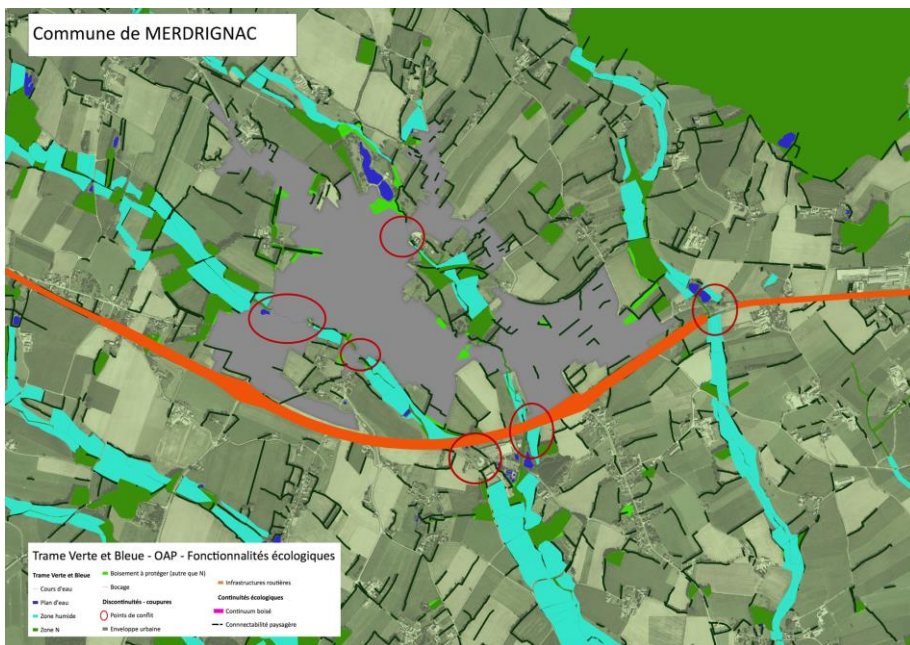 Commune de MERDRIGNAC
Trame Verte et Bleue - OAP - Fonctionnalités écologiques
Trame Verte et Bleue
Cours d'eau
Plan d'eau
Zone humide
Zone N
Boisement à protéger (autre que N)
Bocage
Discontinuités - coupures
Points de conflit
Enveloppe urbaine
Infrastructures routières
Continuités écologiques
Continuum boisé
Connnectabilité paysagère